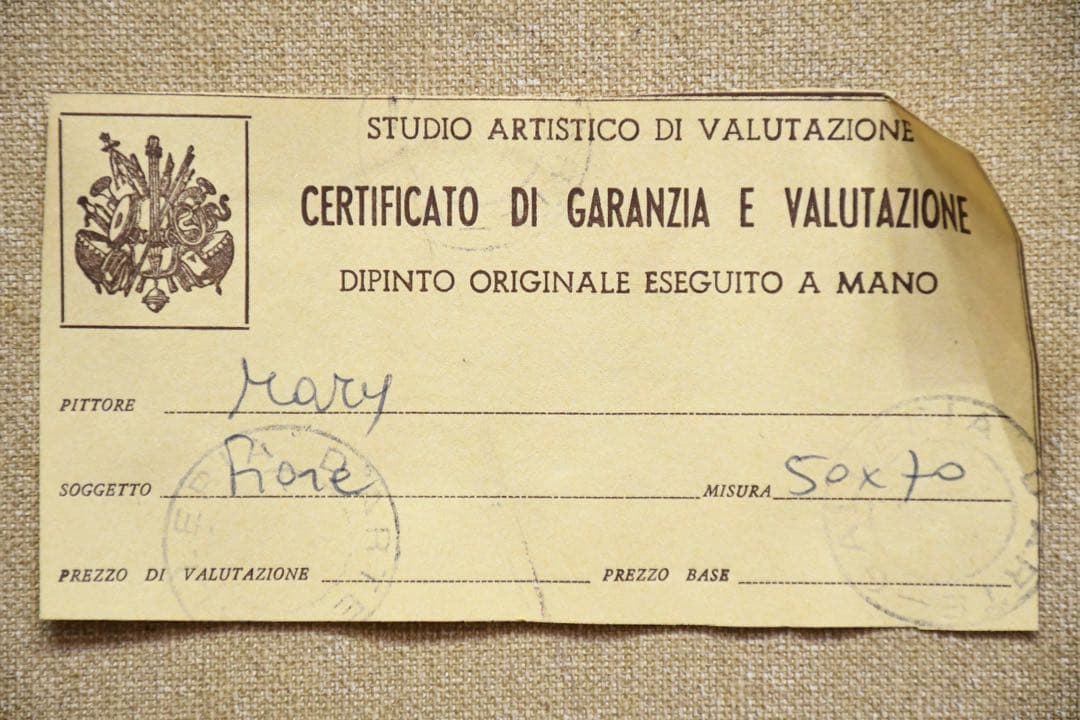 STUDIO ARTISTICO DI VALUTAZIONE
CERTIFICATO DI GARANZIA E VALUTAZIONE
DIPINTO ORIGINALE ESEGUITO A MANO
PITTORE Mary
SOGGETTO Fiore MISURA 50x70
PREZZO DI VALUTAZIONE PREZZO BASE